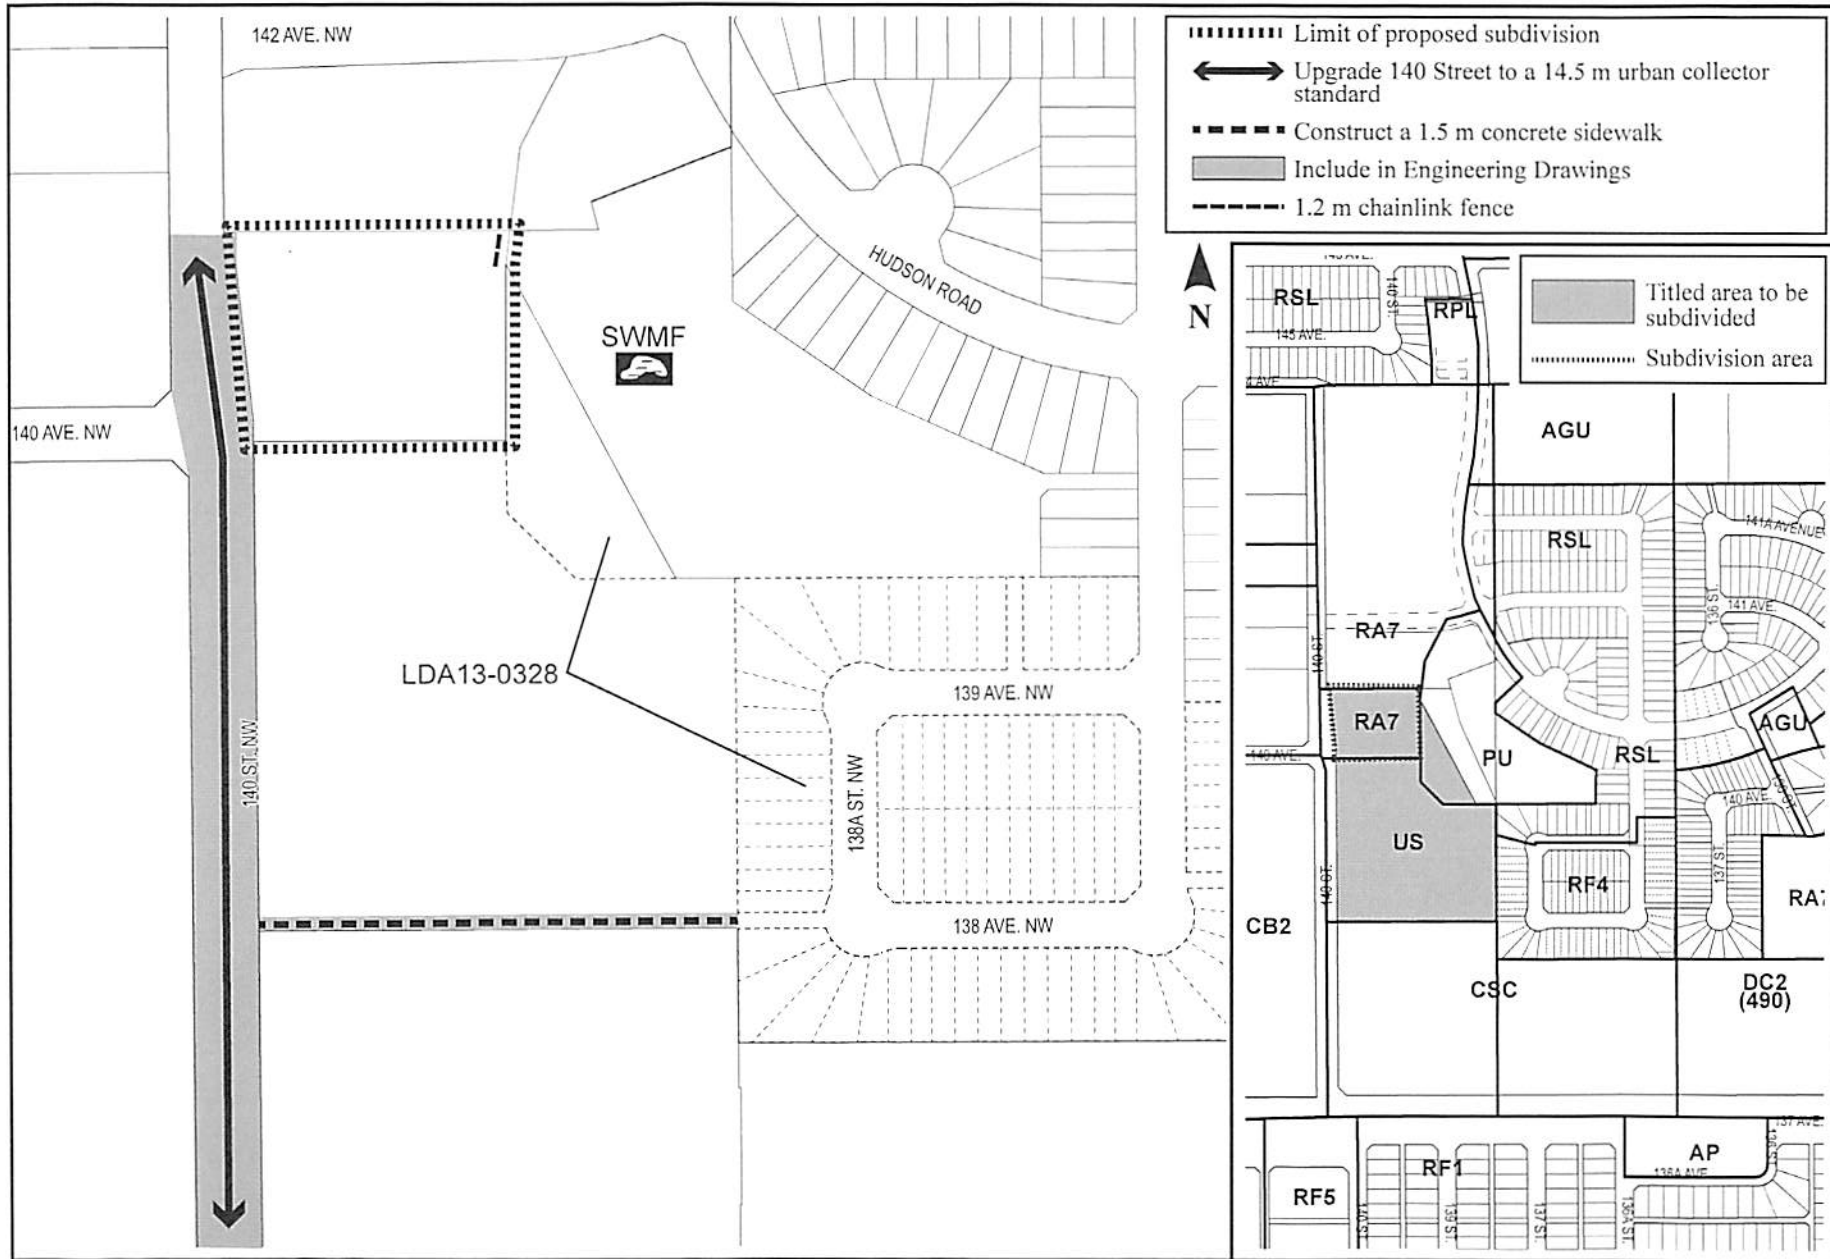 142 AVE. NW
Limit of proposed subdivision
Upgrade 140 Street to a 14.5 m urban collector
standard
Construct a 1.5 m concrete sidewalk
Include in Engineering Drawings
1.2 m chainlink fence
HUDSON ROAD
SWMF
140 AVE. NW
LDA13-0328
140 ST. NW
139 AVE. NW
138A ST. NW
138 AVE. NW
N
Titled area to be
subdivided
Subdivision area
RSL
140 ST.
RPL
145 AVE.
AGU
RSL
141A AVENUE
136 ST.
141 AVE.
RA7
140 ST.
RA7
AGU
140 AVE.
PU
RSL
140 AVE.
US
137 ST.
RF4
140 ST.
CB2
CSC
DC2
(490)
137 AVE.
136 ST.
AP
136A AVE
RF1
RF5
140 ST.
139 ST.
137 ST.
136A ST.